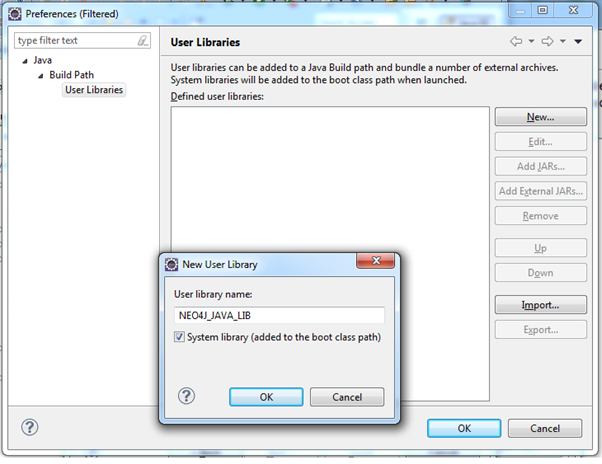 Preferences (Filtered)
type filter text
Java
Build Path
User Libraries
User Libraries
User libraries can be added to a Java Build path and bundle a number of external archives.
System libraries will be added to the boot class path when launched.
Defined user libraries:
New...
Edit...
Add JARs...
Add External JARs...
Remove
Up
Down
Import...
Export...
New User Library
User library name:
NEO4J_JAVA_LIB
System library (added to the boot class path)
?
OK
Cancel
?
OK
Cancel